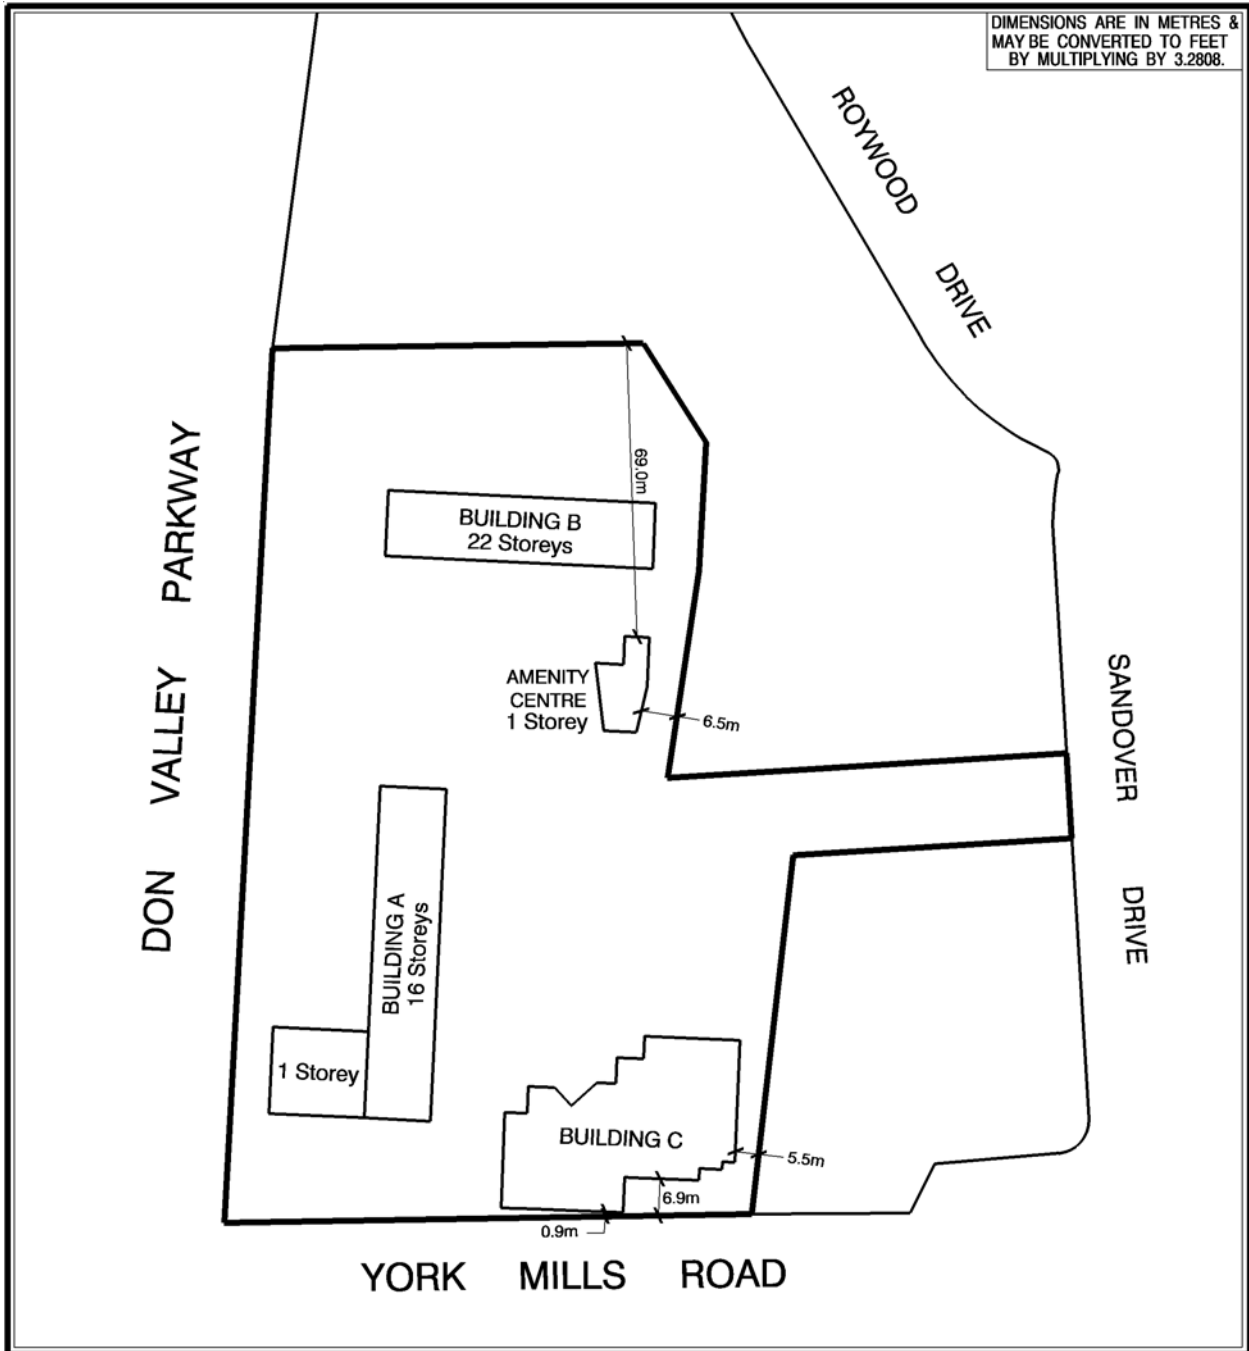 DIMENSIONS ARE IN METRES &
MAY BE CONVERTED TO FEET
BY MULTIPLYING BY 3.2808.
ROYWOOD DRIVE
DON VALLEY PARKWAY
69.0m
BUILDING B
22 Storeys
AMENITY
CENTRE
1 Storey
6.5m
SANDOVER DRIVE
BUILDING A
16 Storeys
1 Storey
BUILDING C
5.5m
6.9m
0.9m
YORK MILLS ROAD